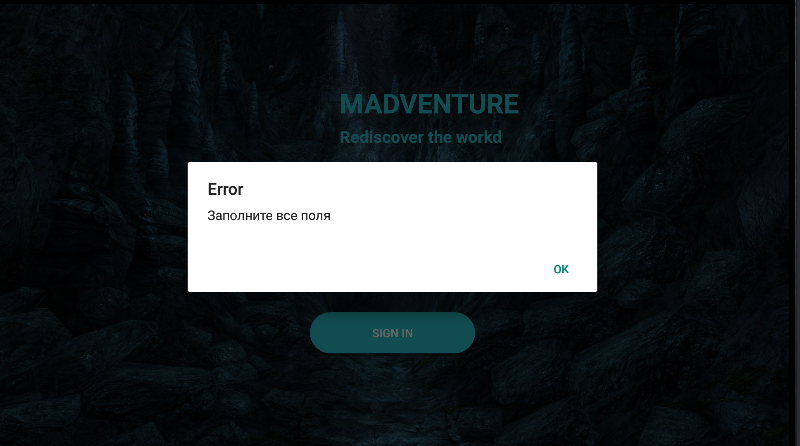 MADVENTURE
Rediscover the workd
Error
Заполните все поля
OK
SIGN IN